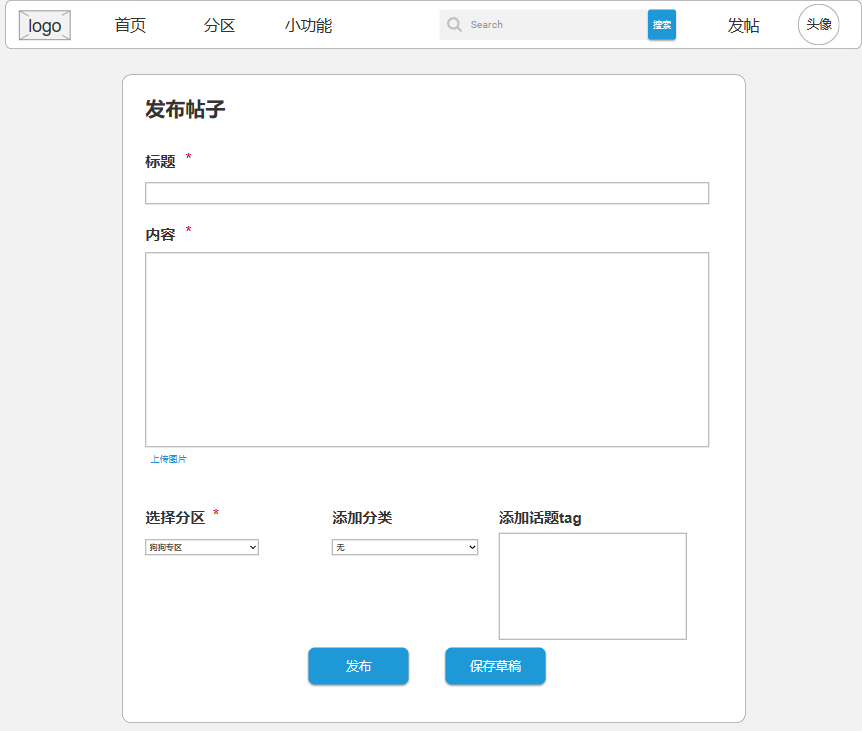 logo 首页 分区 小功能 Search 搜索 发帖 头像
发布帖子
标题 *
内容 *
上传图片
选择分区 * 添加分类 添加话题tag
狗狗专区 无
发布 保存草稿